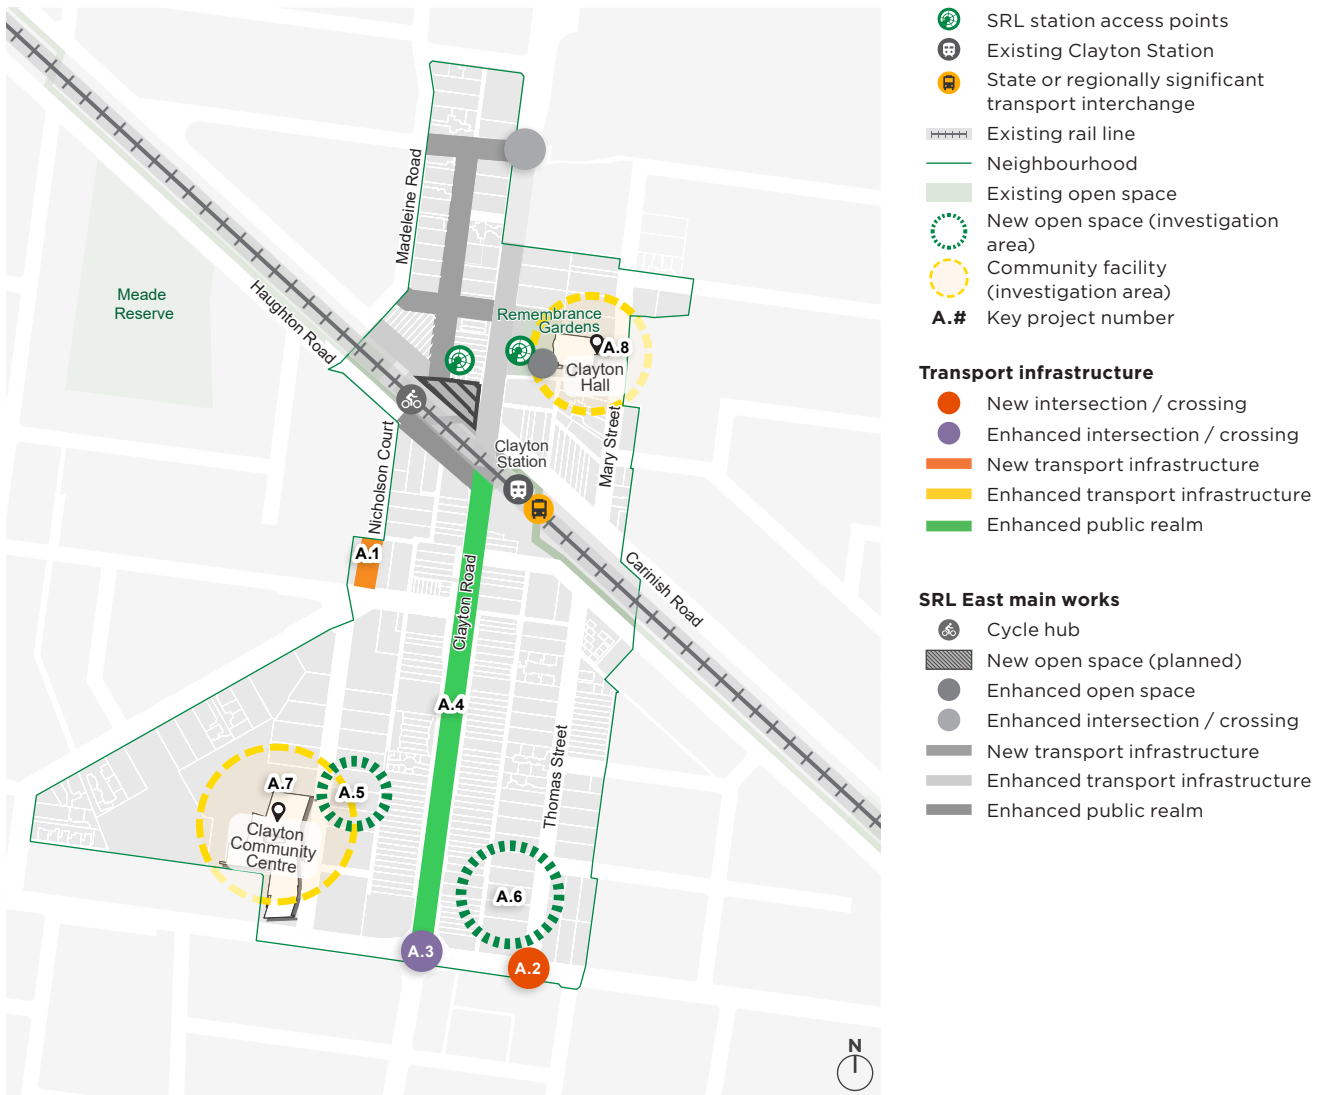 Madeleine Road
Meade
Reserve
Haughton Road
Remembrance
Gardens
A.8
Clayton
Hall
Mary Street
Clayton
Station
Nicholson Court
A.1
Clayton Road
Carinish Road
A.4
Thomas Street
A.7
A.5
Clayton
Community
Centre
A.6
A.3
A.2
N
SRL station access points
Existing Clayton Station
State or regionally significant
transport interchange
Existing rail line
Neighbourhood
Existing open space
New open space (investigation
area)
Community facility
(investigation area)
A.# Key project number
Transport infrastructure
New intersection / crossing
Enhanced intersection / crossing
New transport infrastructure
Enhanced transport infrastructure
Enhanced public realm
SRL East main works
Cycle hub
New open space (planned)
Enhanced open space
Enhanced intersection / crossing
New transport infrastructure
Enhanced transport infrastructure
Enhanced public realm